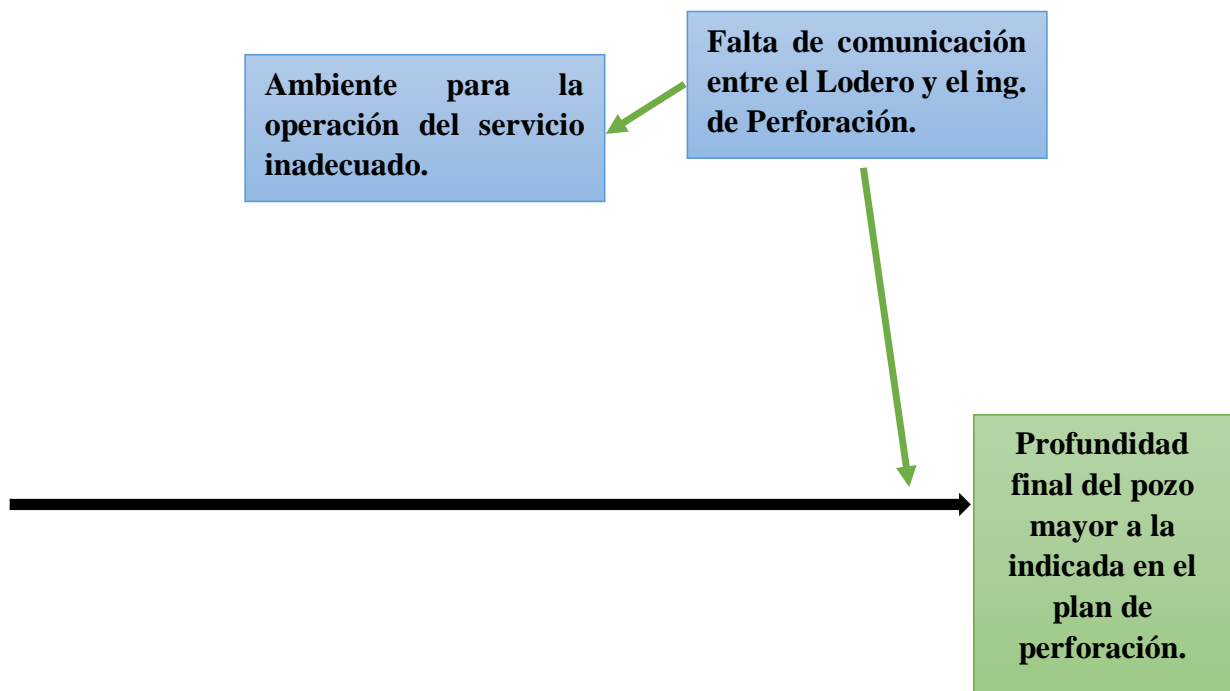 Ambiente para la
operación del servicio
inadecuado.
Falta de comunicación
entre el Lodero y el ing.
de Perforación.
Profundidad
final del pozo
mayor a la
indicada en el
plan de
perforación.